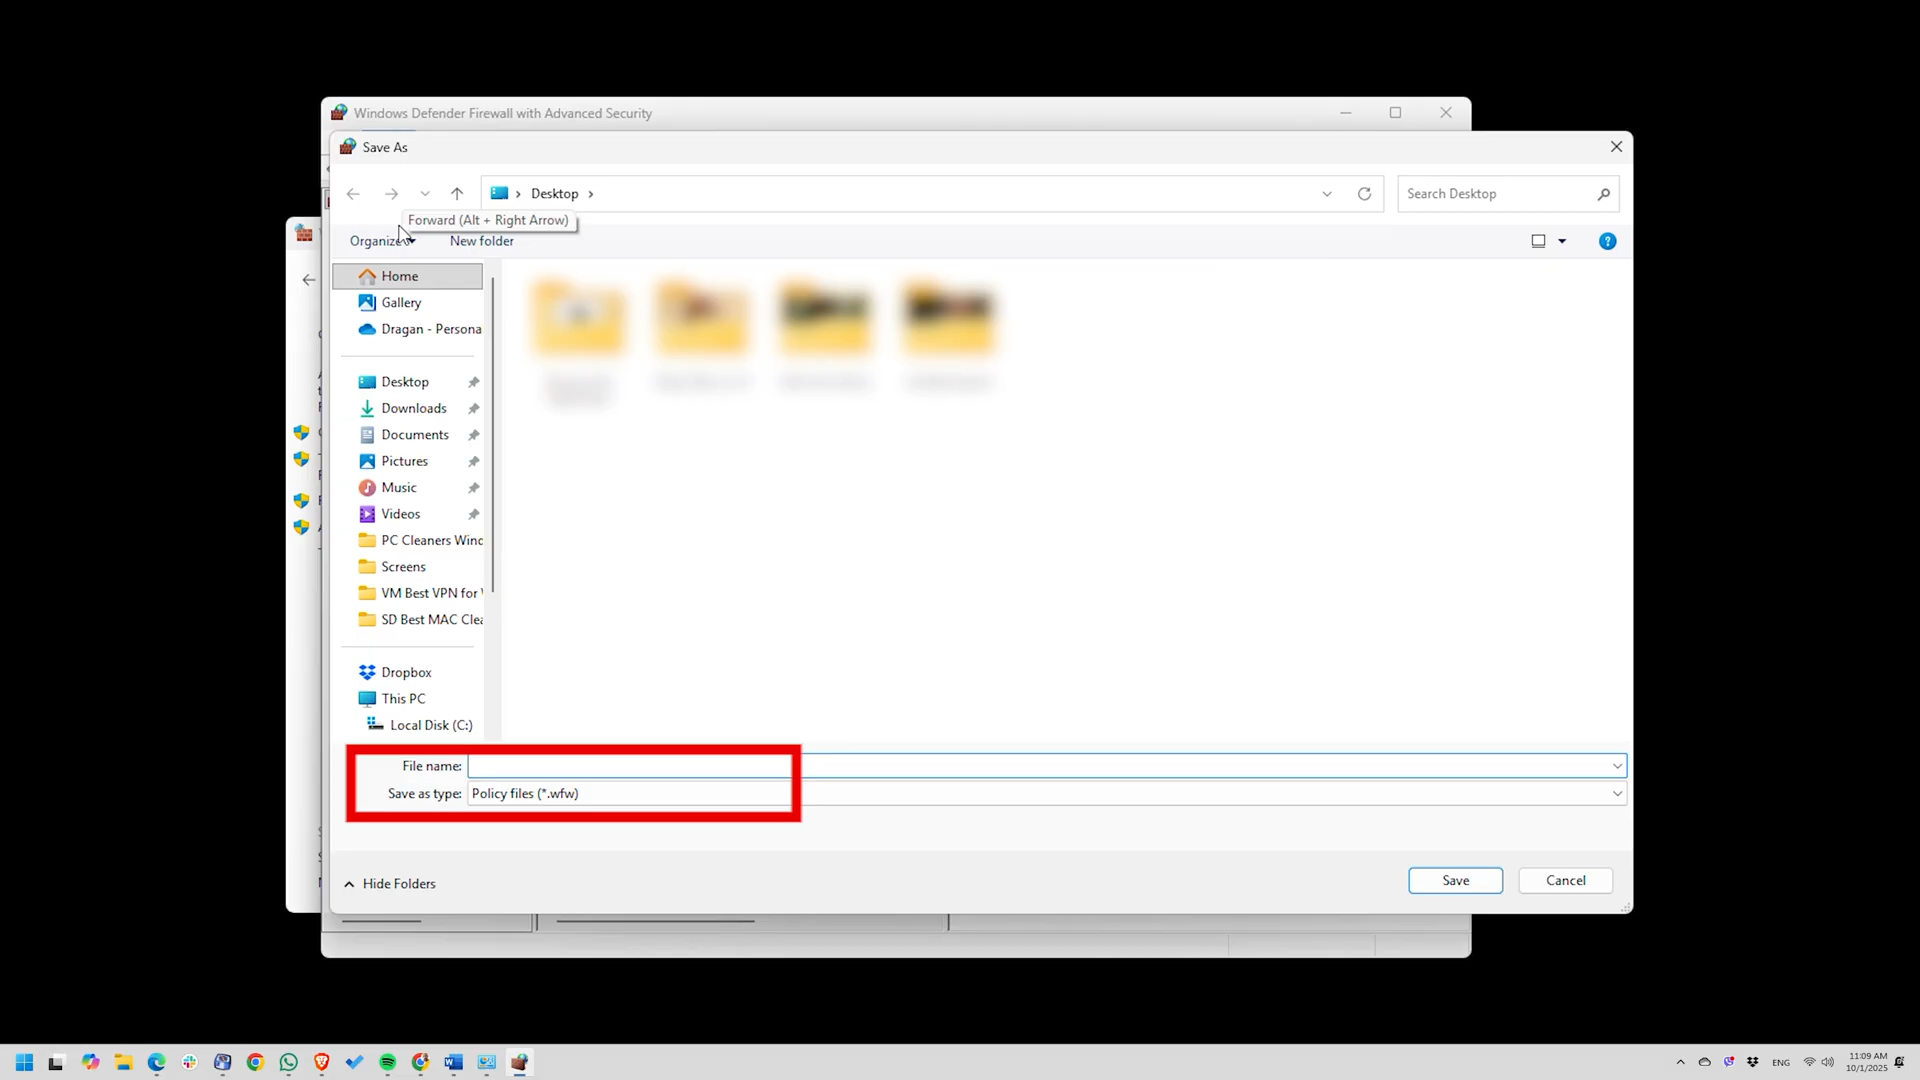 Windows Defender Firewall with Advanced Security
Save As
Desktop
Search Desktop
Forward (Alt + Right Arrow)
Organize
New folder
Home
Gallery
Dragan - Persona
Desktop
Downloads
Documents
Pictures
Music
Videos
PC Cleaners Wind
Screens
VM Best VPN for
SD Best MAC Clea
Dropbox
This PC
Local Disk (C:)
File name:
Save as type:
Policy files (*.wfw)
Hide Folders
Save
Cancel
ENG
11:09 AM
10/1/2025